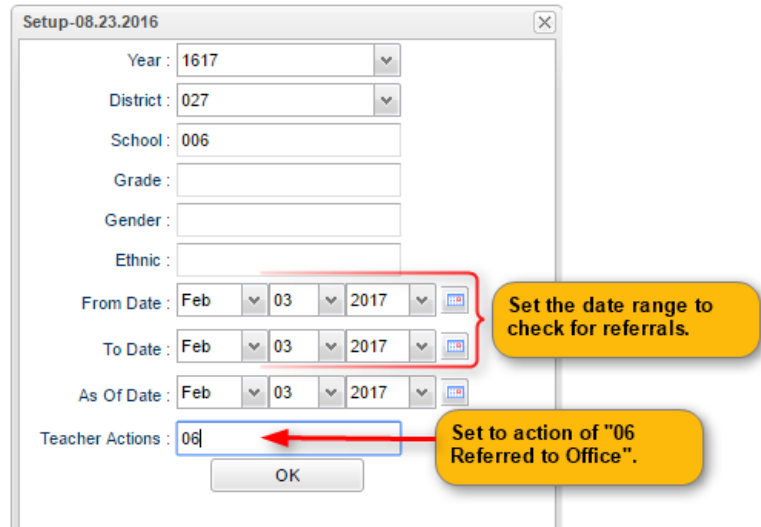 Setup-08.23.2016
Year : 1617
District : 027
School : 006
Grade :
Gender :
Ethnic :
From Date : Feb 03 2017
Set the date range to
check for referrals.
To Date : Feb 03 2017
As Of Date : Feb 03 2017
Teacher Actions : 06
Set to action of "06
Referred to Office".
OK